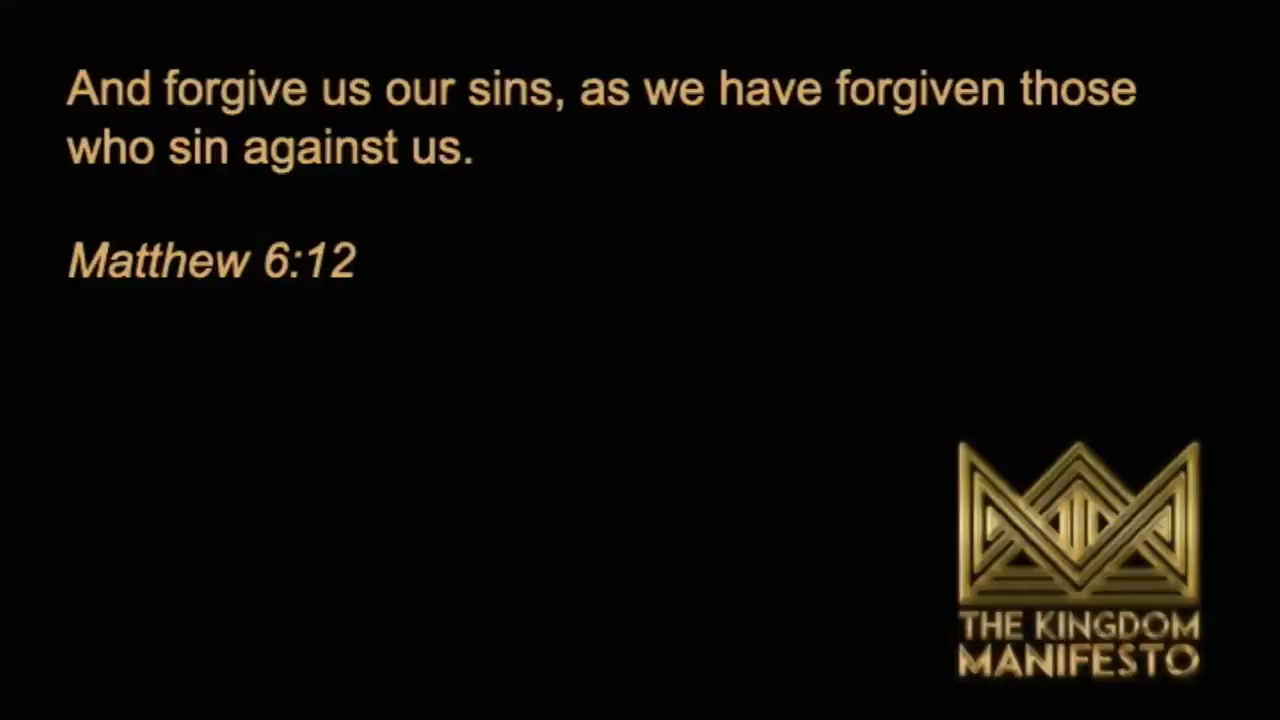 And forgive us our sins, as we have forgiven those
who sin against us.
Matthew 6:12
THE KINGDOM
MANIFESTO